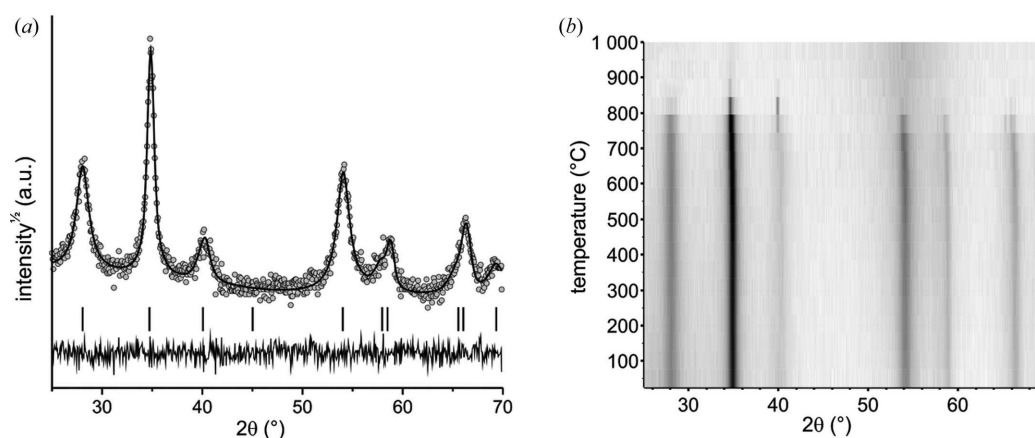 (a)
intensity½ (a.u.)
30 40 50 60 70
2θ (°)
(b)
1 000
900
800
700
600
500
400
300
200
100
temperature (°C)
30 40 50 60
2θ (°)